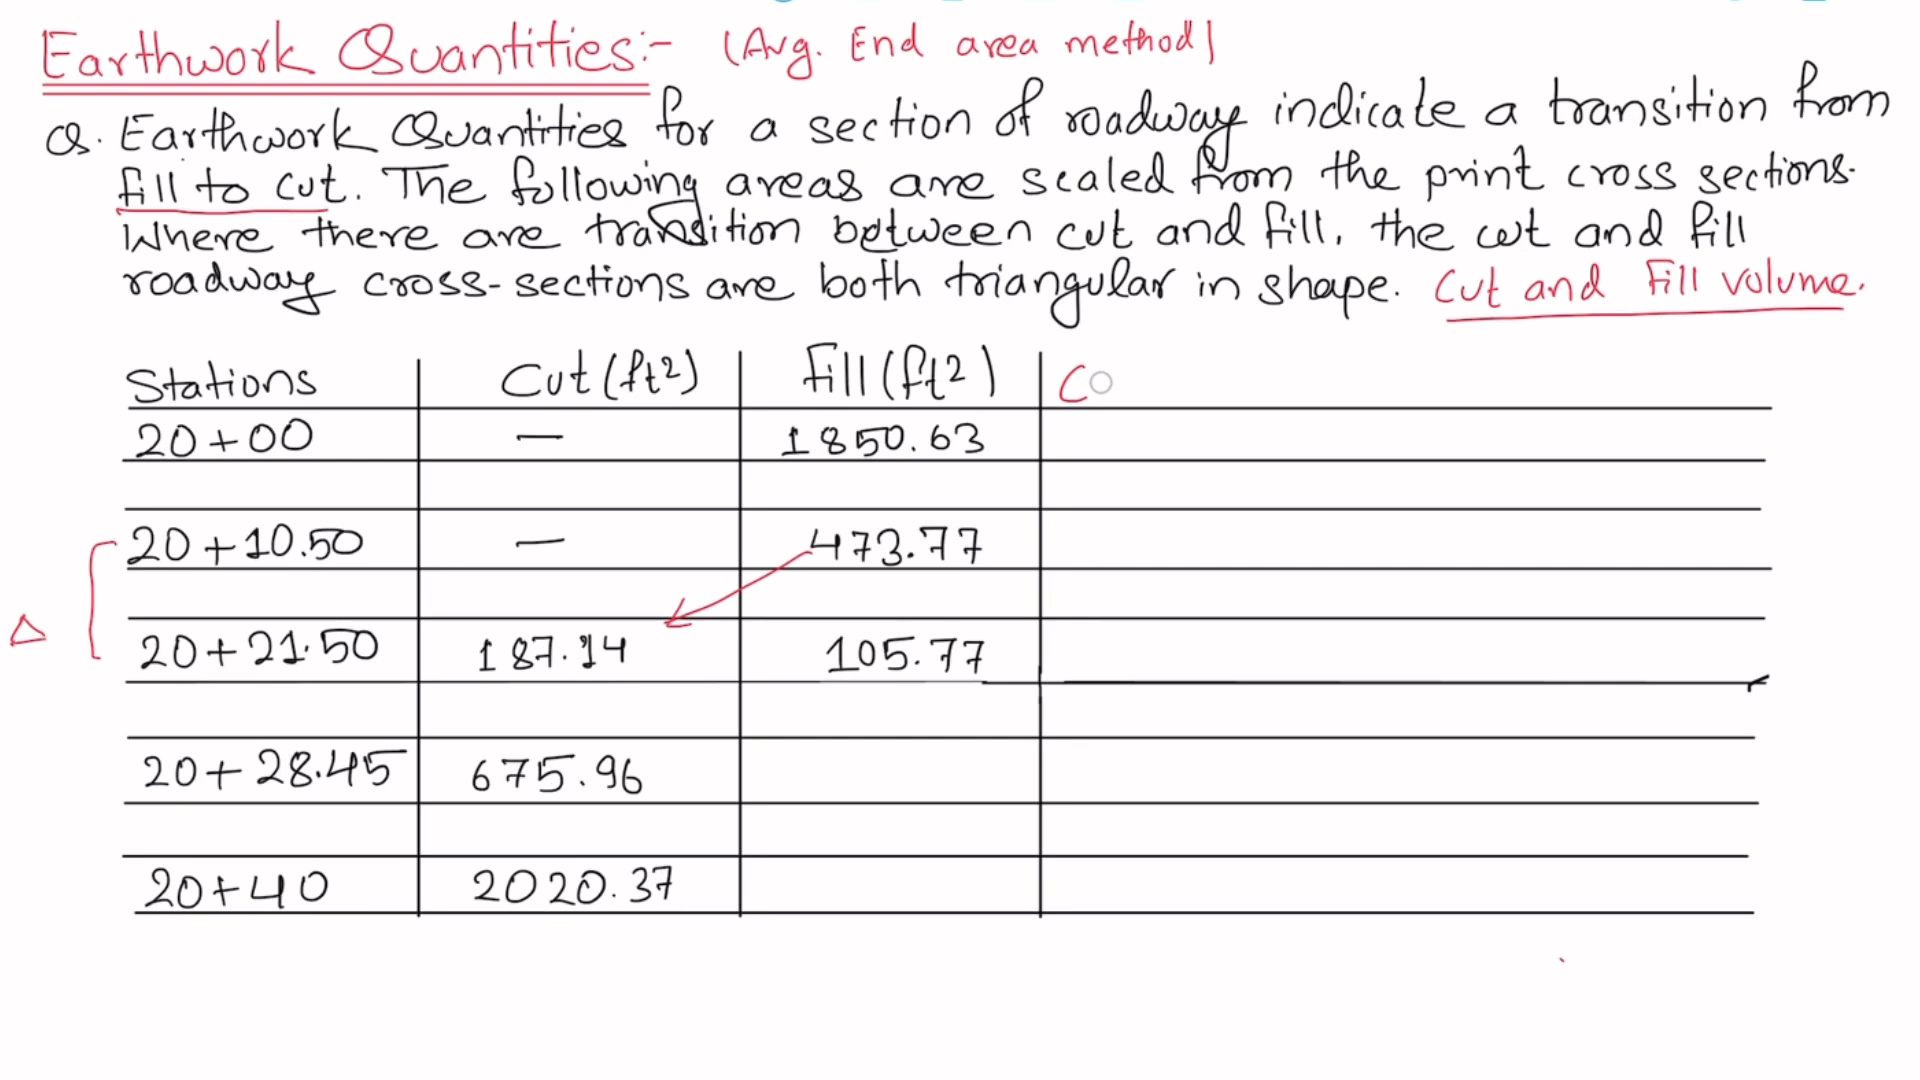 Earthwork Quantities:- (Avg. End area method)
Q. Earthwork Quantities for a section of roadway indicate a transition from
fill to cut. The following areas are scaled from the print cross sections.
Where there are transition between cut and fill, the cut and fill
roadway cross-sections are both triangular in shape. Cut and Fill volume.
Stations Cut (ft2) Fill (ft2) C
20+00 — 1850.63
20+10.50 — 473.77
Δ
20+21.50 187.14 105.77
20+28.45 675.96
20+40 2020.37